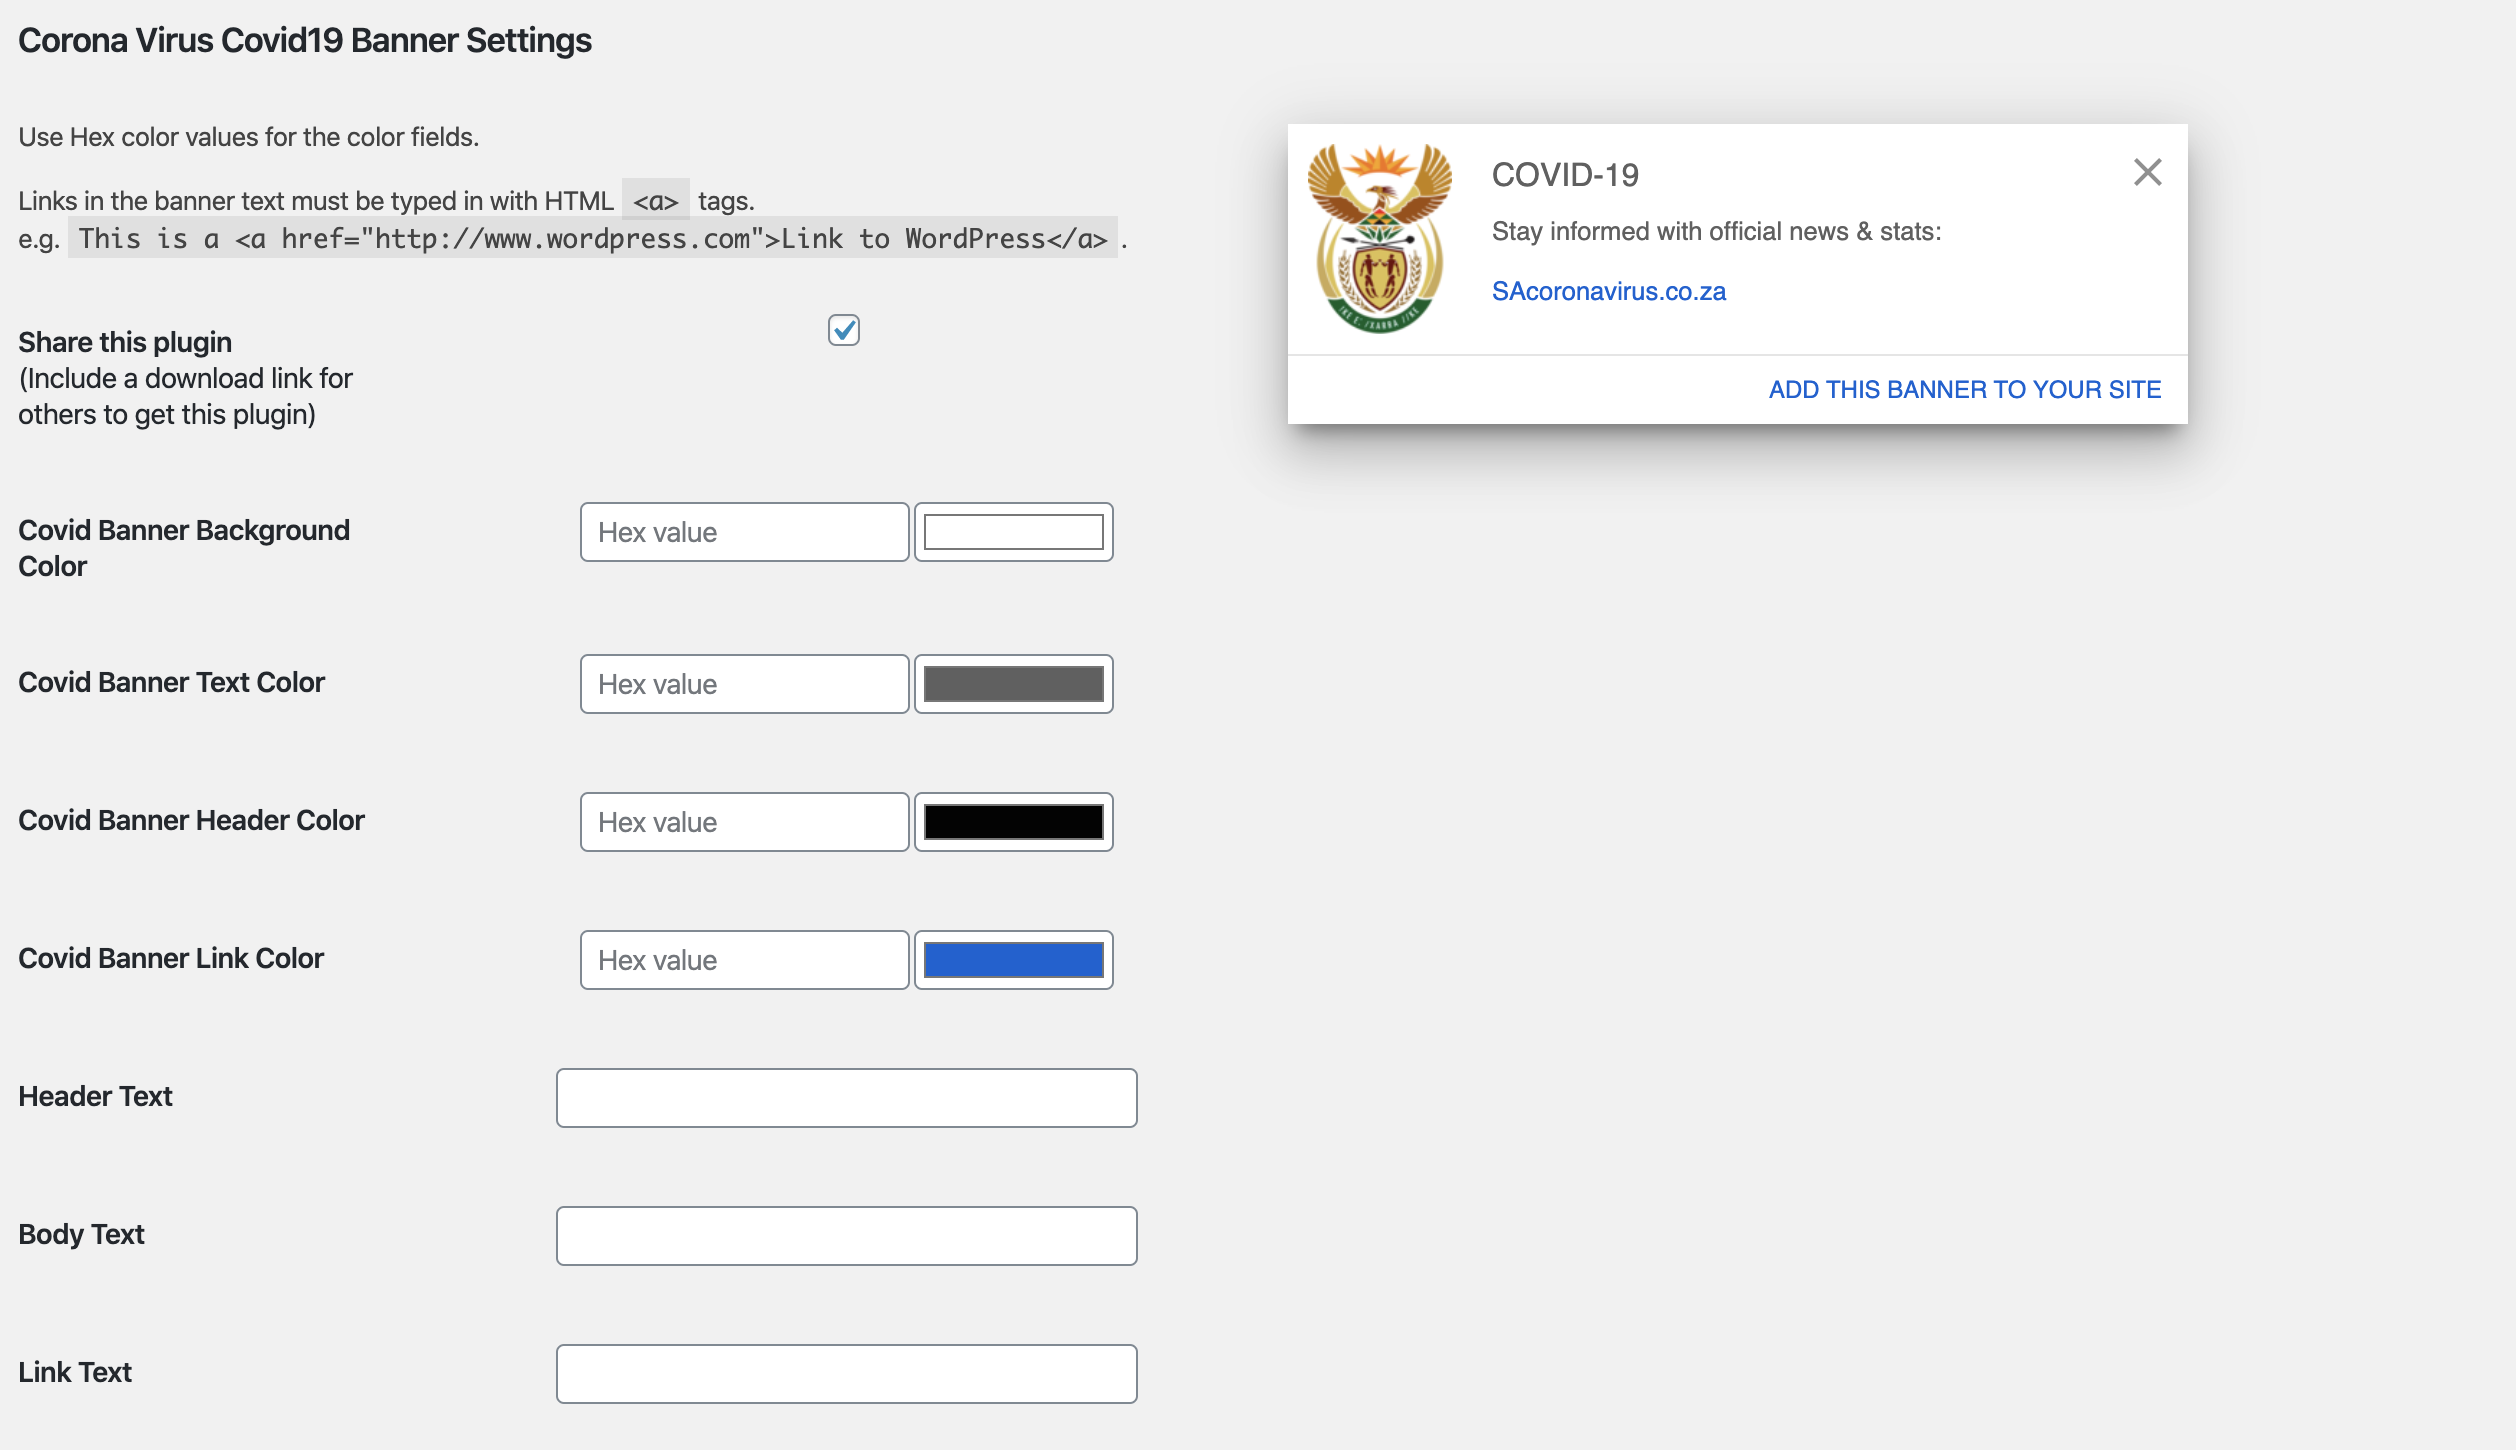 Corona Virus Covid19 Banner Settings
Use Hex color values for the color fields.
Links in the banner text must be typed in with HTML <a> tags.
e.g. This is a <a href="http://www.wordpress.com">Link to WordPress</a> .
Share this plugin
(Include a download link for
others to get this plugin)
Covid Banner Background
Color
Hex value
Covid Banner Text Color
Hex value
Covid Banner Header Color
Hex value
Covid Banner Link Color
Hex value
Header Text
Body Text
Link Text
COVID-19
Stay informed with official news & stats:
SAcoronavirus.co.za
ADD THIS BANNER TO YOUR SITE